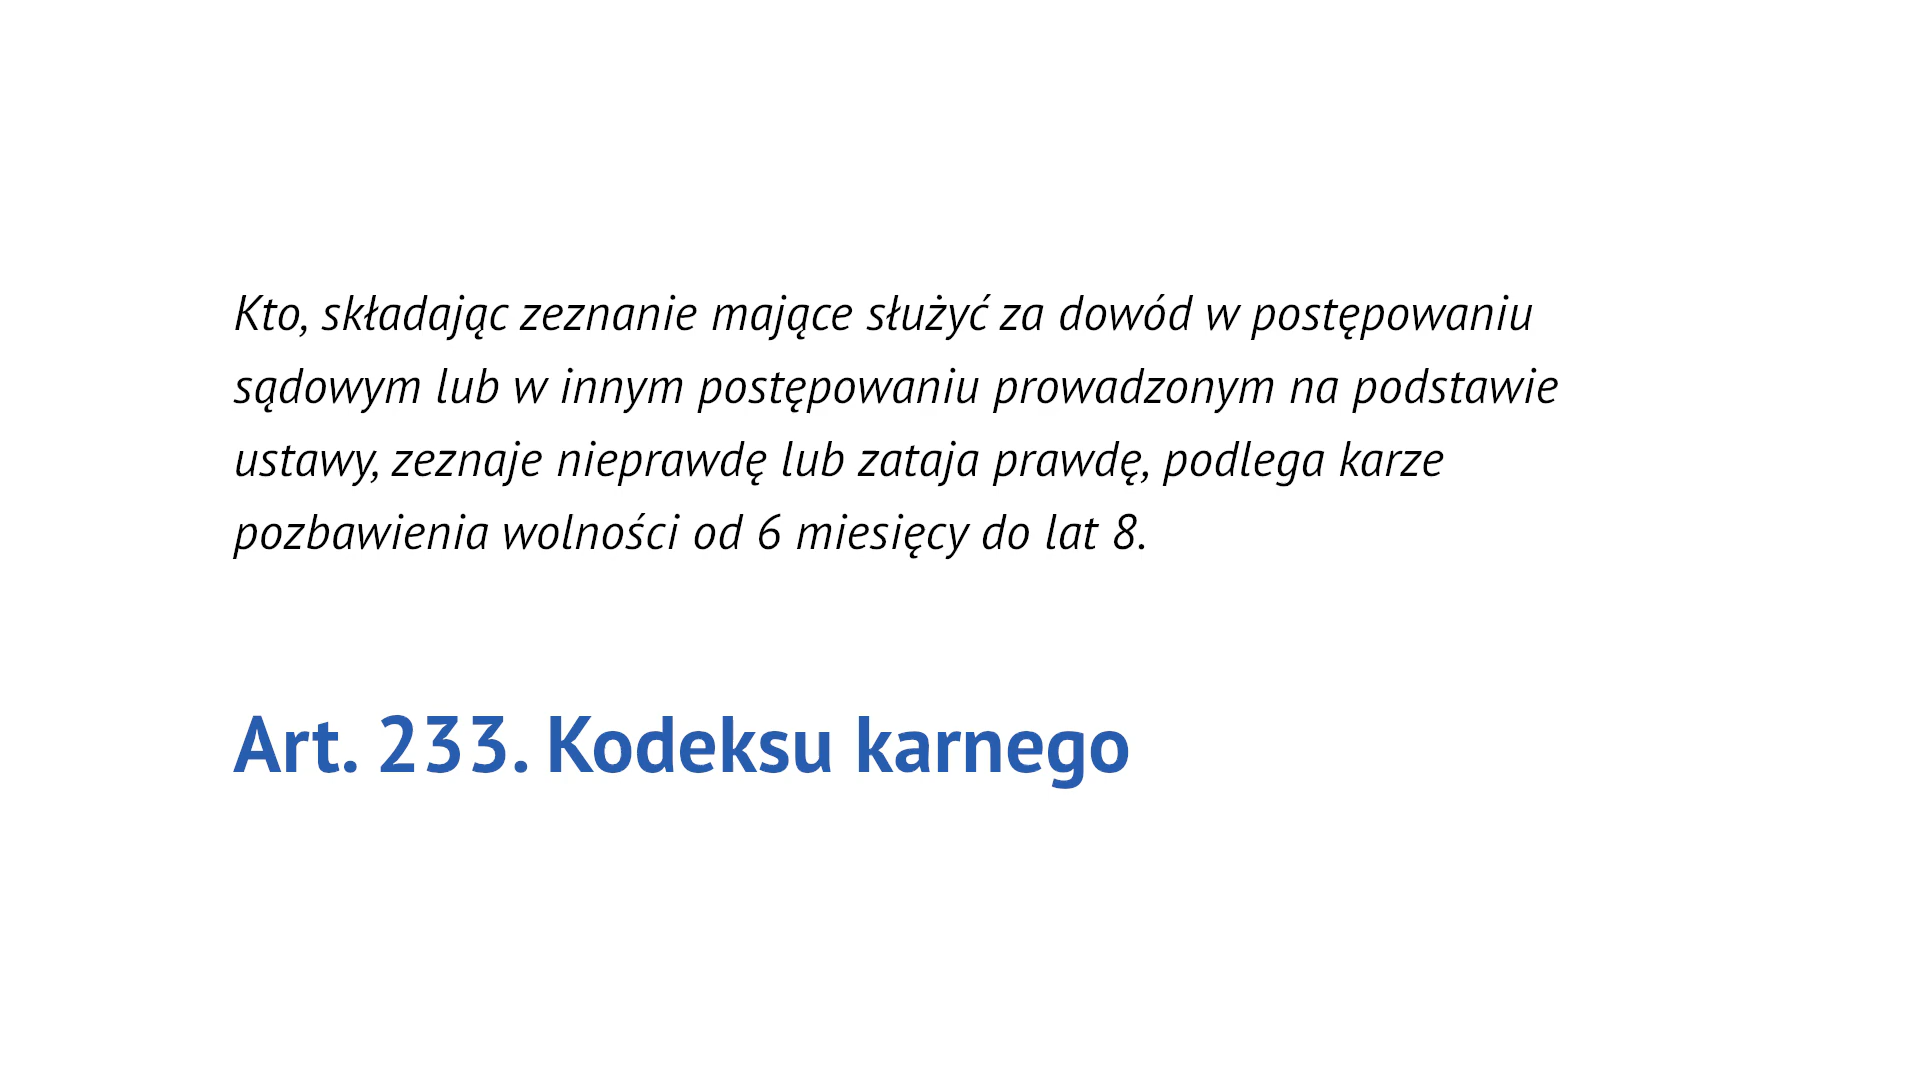 Kto, składając zeznanie mające służyć za dowód w postępowaniu
sądowym lub w innym postępowaniu prowadzonym na podstawie
ustawy, zeznaje nieprawdę lub zataja prawdę, podlega karze
pozbawienia wolności od 6 miesięcy do lat 8.
Art. 233. Kodeksu karnego